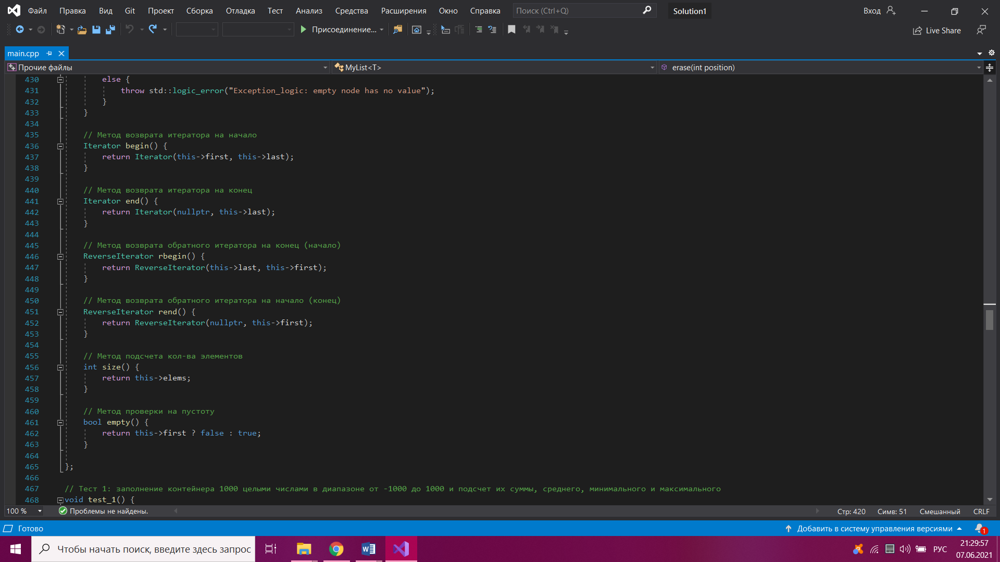 Файл Правка Вид Git Проект Сборка Отладка Тест Анализ Средства Расширения Окно Справка Поиск (Ctrl+Q) Solution1 Вход
Присоединение... Live Share
main.cpp
Прочие файлы MyList<T> erase(int position)
430 else {
431 throw std::logic_error("Exception_logic: empty node has no value");
432 }
433 }
434
435 // Метод возврата итератора на начало
436 Iterator begin() {
437 return Iterator(this->first, this->last);
438 }
439
440 // Метод возврата итератора на конец
441 Iterator end() {
442 return Iterator(nullptr, this->last);
443 }
444
445 // Метод возврата обратного итератора на конец (начало)
446 ReverseIterator rbegin() {
447 return ReverseIterator(this->last, this->first);
448 }
449
450 // Метод возврата обратного итератора на начало (конец)
451 ReverseIterator rend() {
452 return ReverseIterator(nullptr, this->first);
453 }
454
455 // Метод подсчета кол-ва элементов
456 int size() {
457 return this->elems;
458 }
459
460 // Метод проверки на пустоту
461 bool empty() {
462 return this->first ? false : true;
463 }
464
465 };
466
467 // Тест 1: заполнение контейнера 1000 целыми числами в диапазоне от -1000 до 1000 и подсчет их суммы, среднего, минимального и максимального
468 void test_1() {
100 % Проблемы не найдены. Стр: 420 Симв: 51 Смешанный CRLF
Готово Добавить в систему управления версиями 1
Чтобы начать поиск, введите здесь запрос РУС 21:29:57
07.06.2021